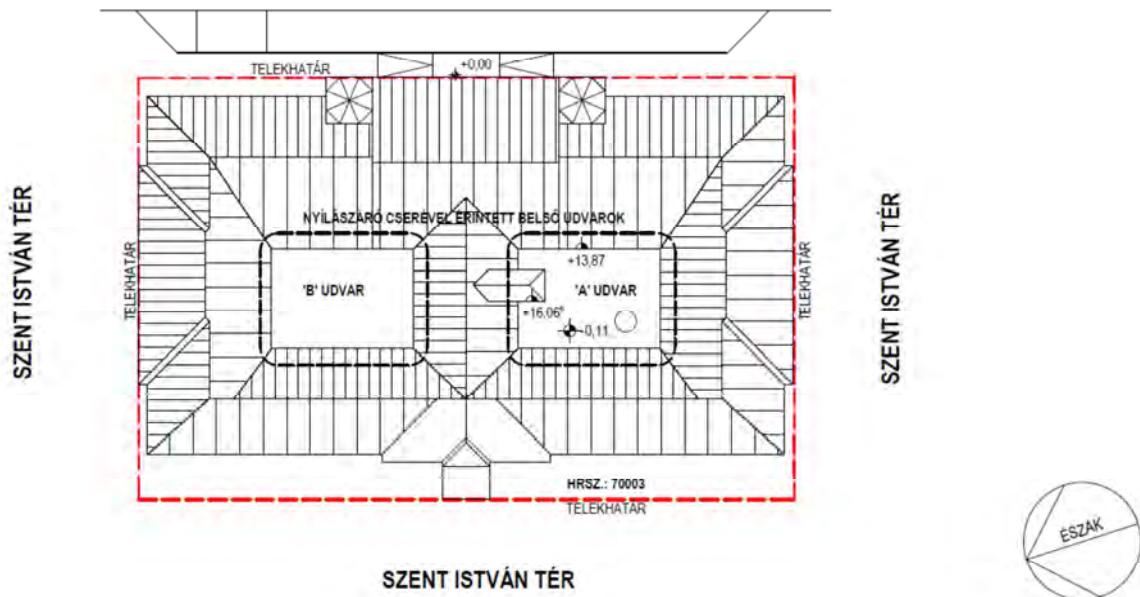 +0,00
TELEKHATÁR
SZENT ISTVÁN TÉR
NYÍLÁSZÁRÓ CSERÉVEL ÉRINTETT BELSŐ UDVAROK
SZENT ISTVÁN TÉR
TELEKHATÁR
TELEKHATÁR
+13,87
'B' UDVAR
'A' UDVAR
+16,06⁵
-0,11
HRSZ.: 70003
TELEKHATÁR
ÉSZAK
SZENT ISTVÁN TÉR